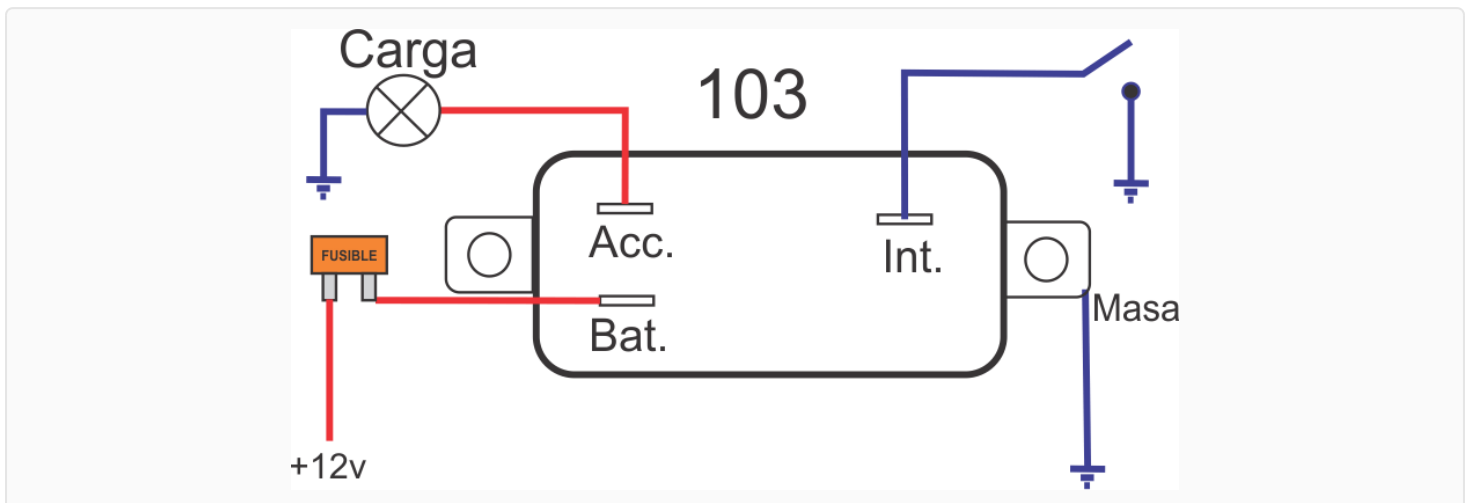 Carga
103
Acc.
FUSIBLE
Int.
Masa
Bat.
+12v